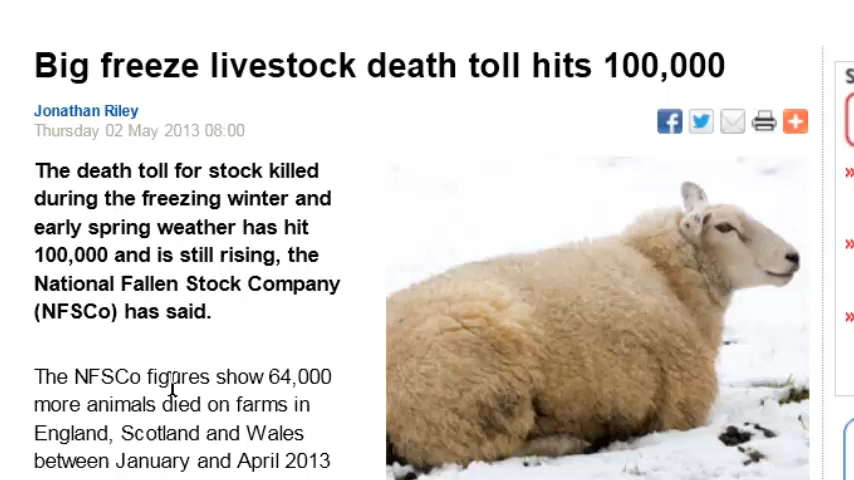 Big freeze livestock death toll hits 100,000
Jonathan Riley
Thursday 02 May 2013 08:00
The death toll for stock killed
during the freezing winter and
early spring weather has hit
100,000 and is still rising, the
National Fallen Stock Company
(NFSCo) has said.
The NFSCo figures show 64,000
more animals died on farms in
England, Scotland and Wales
between January and April 2013